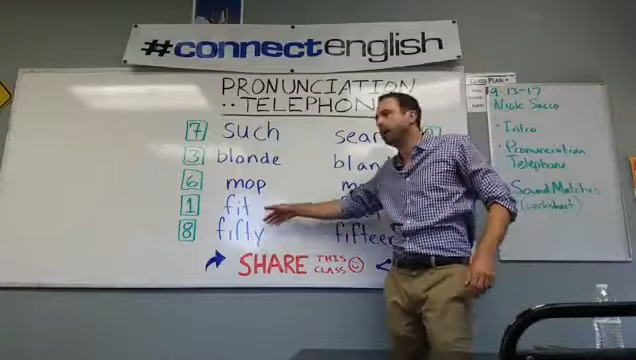 #connectenglish
PRONUNCIATION
TELEPHON
7 such sear
3 blonde blan
6 mop
1 fit
8 fifty fifteen
SHARE THIS CLASS
CLASS PLAN
9-13-17
Nick Sacco
· Intro
· Pronunciation
Telephone
Sound Matches
(worksheet)